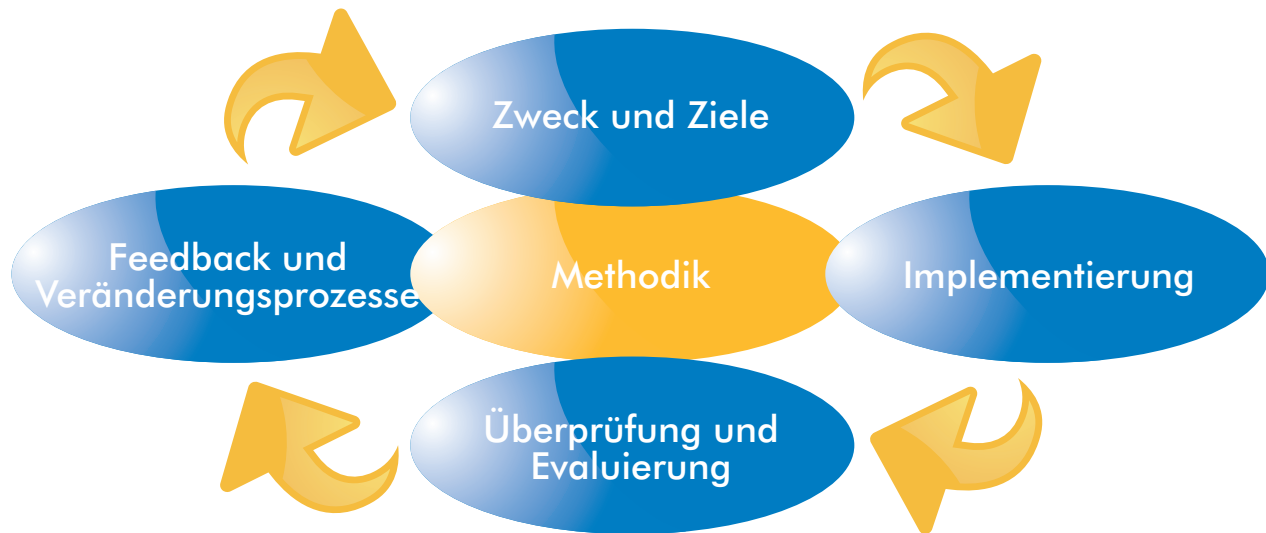 Zweck und Ziele
Feedback und
Veränderungsprozesse
Methodik
Implementierung
Überprüfung und
Evaluierung